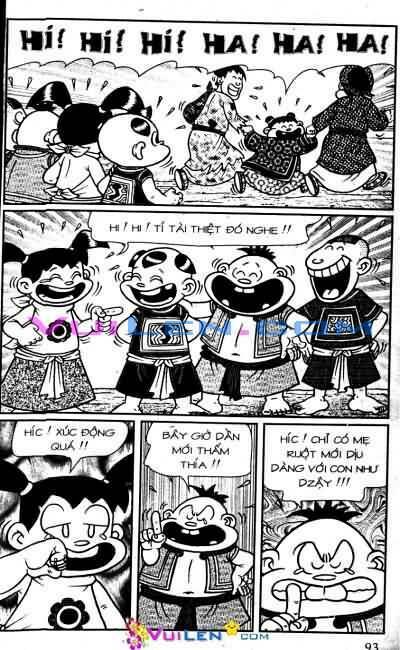 HÍ! HÍ! HÍ! HA! HA! HA!
HI! HI! TÍ TÀI THIỆT ĐÓ NGHE !!
VUILEN.COM
HÍC! XÚC ĐỘNG
QUÁ !!
BÂY GIỜ DẦN
MỚI THẤM
THÍA !!
HÍC! CHỈ CÓ MẸ
RUỘT MỚI DỊU
DÀNG VỚI CON NHƯ
DZẬY !!!
93
VUILEN.COM